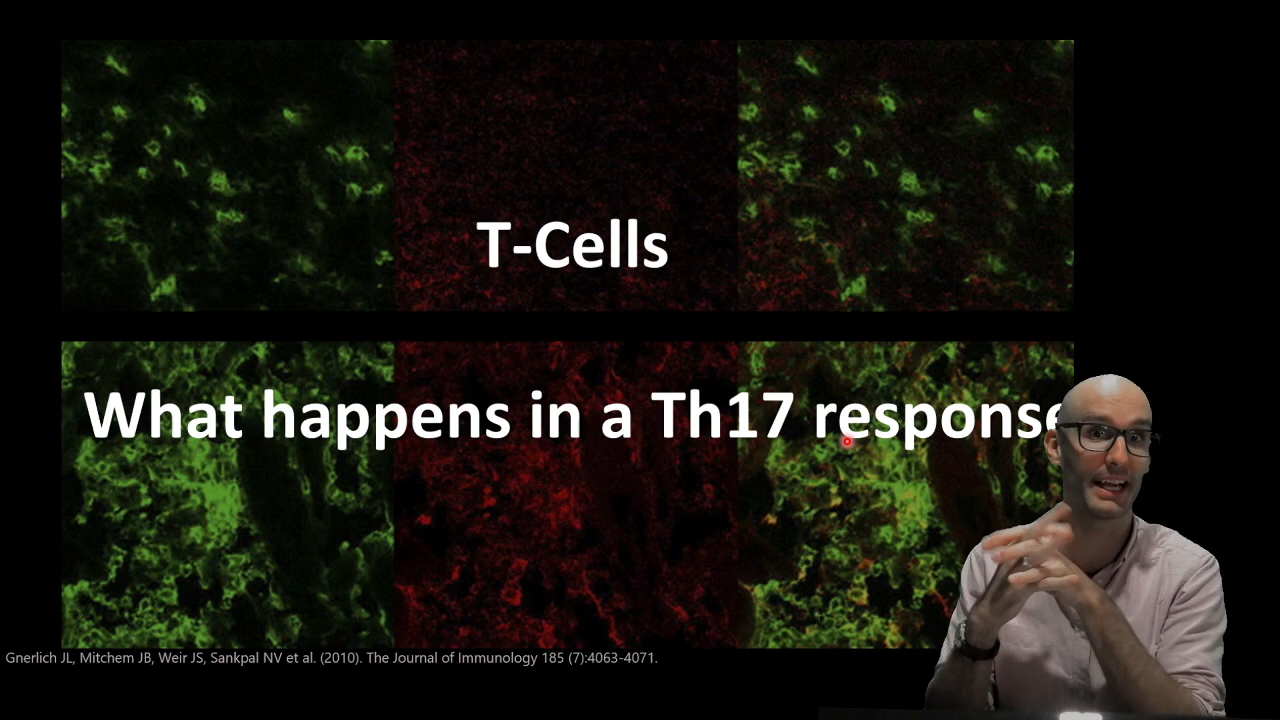 T-Cells
What happens in a Th17 response
Gnerlich JL, Mitchem JB, Weir JS, Sankpal NV et al. (2010). The Journal of Immunology 185 (7):4063-4071.